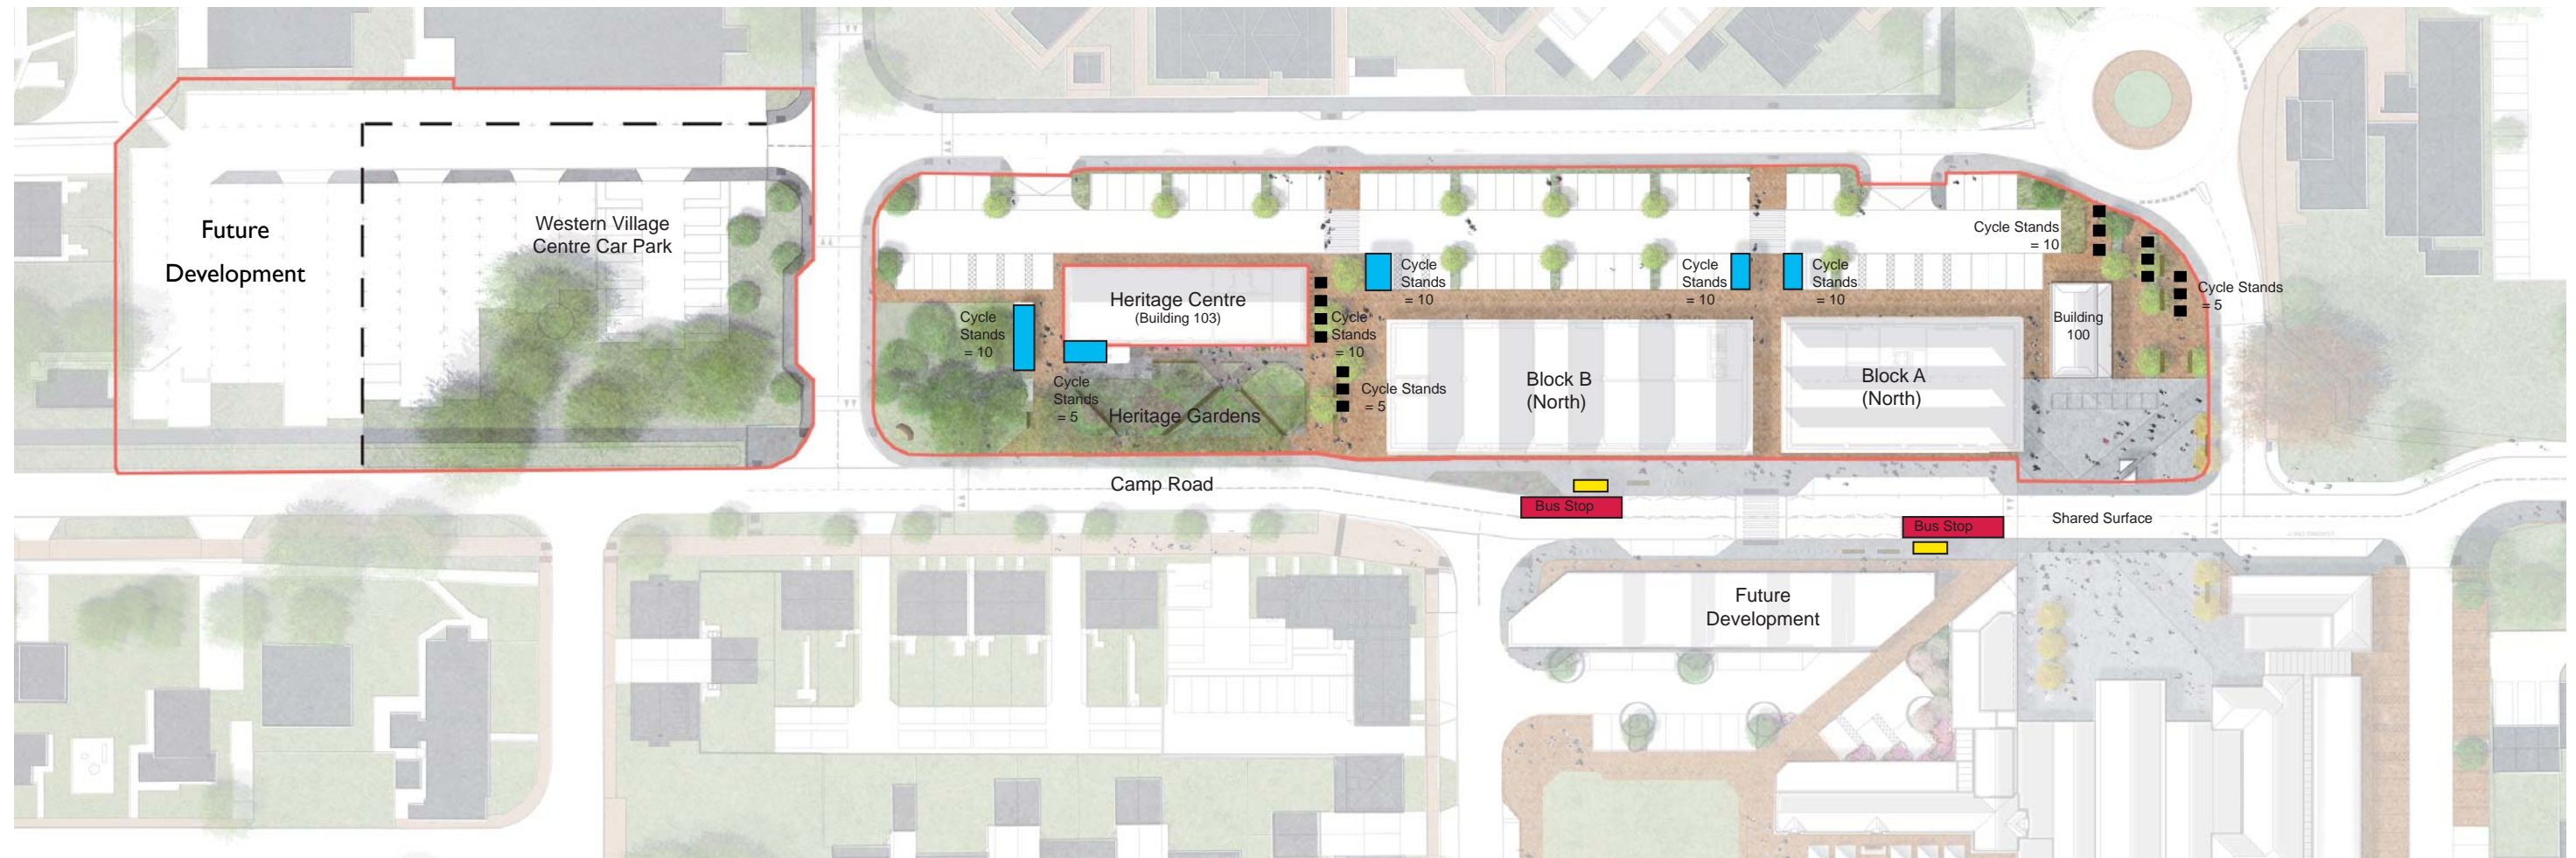 Future
Development
Western Village
Centre Car Park
Heritage Centre
(Building 103)
Cycle
Stands
= 10
Cycle
Stands
= 5
Heritage Gardens
Cycle
Stands
= 10
Cycle Stands
= 5
Cycle
Stands
= 10
Cycle
Stands
= 10
Cycle
Stands
= 10
Cycle Stands
= 10
Cycle Stands
= 5
Building
100
Block B
(North)
Block A
(North)
Camp Road
Bus Stop
Bus Stop
Shared Surface
Future
Development